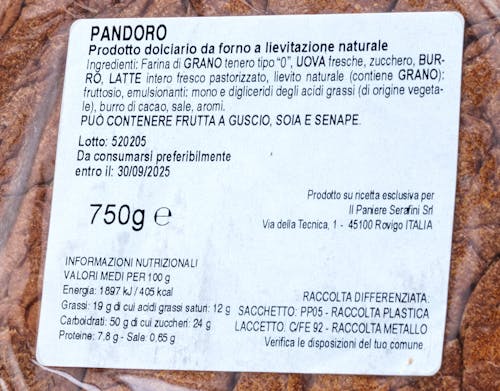 PANDORO
Prodotto dolciario da forno a lievitazione naturale
Ingredienti: Farina di GRANO tenero tipo "0", UOVA fresche, zucchero, BUR-
RO, LATTE intero fresco pastorizzato, lievito naturale (contiene GRANO):
fruttosio, emulsionanti: mono e digliceridi degli acidi grassi (di origine vegeta-
le), burro di cacao, sale, aromi.
PUÒ CONTENERE FRUTTA A GUSCIO, SOIA E SENAPE.
Lotto: 520205
Da consumarsi preferibilmente
entro il: 30/09/2025
750g e
Prodotto su ricetta esclusiva per
Il Paniere Serafini Srl
Via della Tecnica, 1 - 45100 Rovigo ITALIA
INFORMAZIONI NUTRIZIONALI
VALORI MEDI PER 100 g
Energia: 1897 kJ / 405 kcal
Grassi: 19 g di cui acidi grassi saturi: 12 g
Carboidrati: 50 g di cui zuccheri: 24 g
Proteine: 7,8 g - Sale: 0,65 g
RACCOLTA DIFFERENZIATA:
SACCHETTO: PP05 - RACCOLTA PLASTICA
LACCETTO: C/FE 92 - RACCOLTA METALLO
Verifica le disposizioni del tuo comune